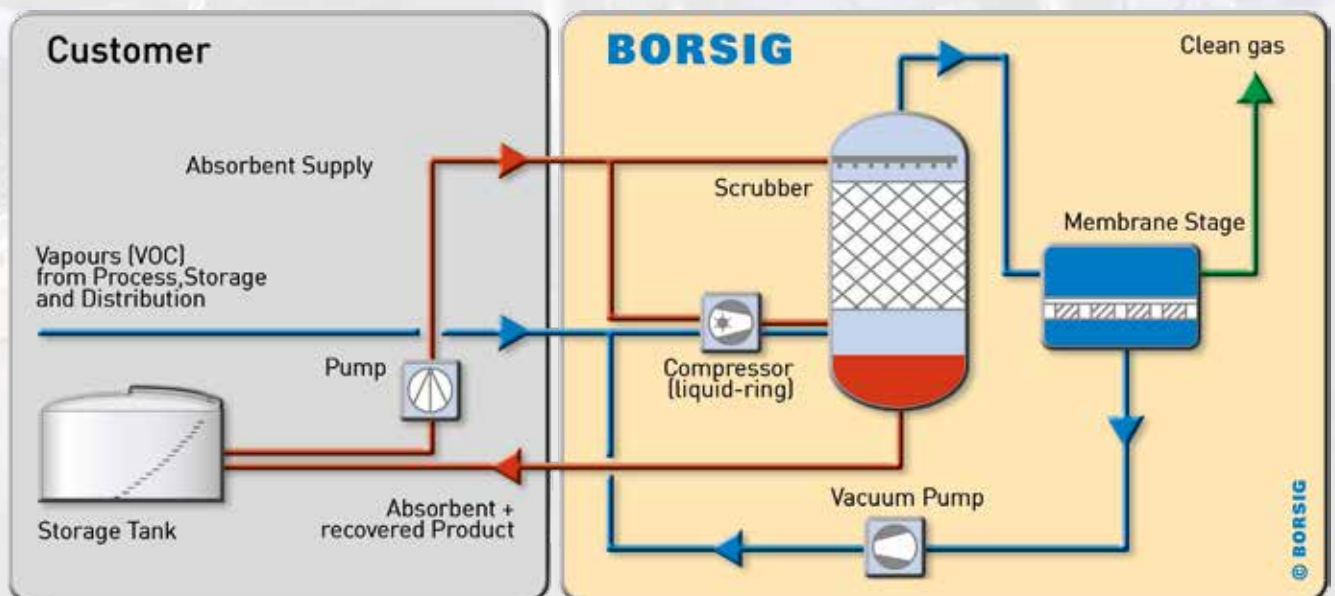 Customer
BORSIG
Clean gas
Absorbent Supply
Scrubber
Membrane Stage
Vapours (VOC)
from Process,Storage
and Distribution
Pump
Compressor
(liquid-ring)
Storage Tank
Absorbent +
recovered Product
Vacuum Pump
© BORSIG